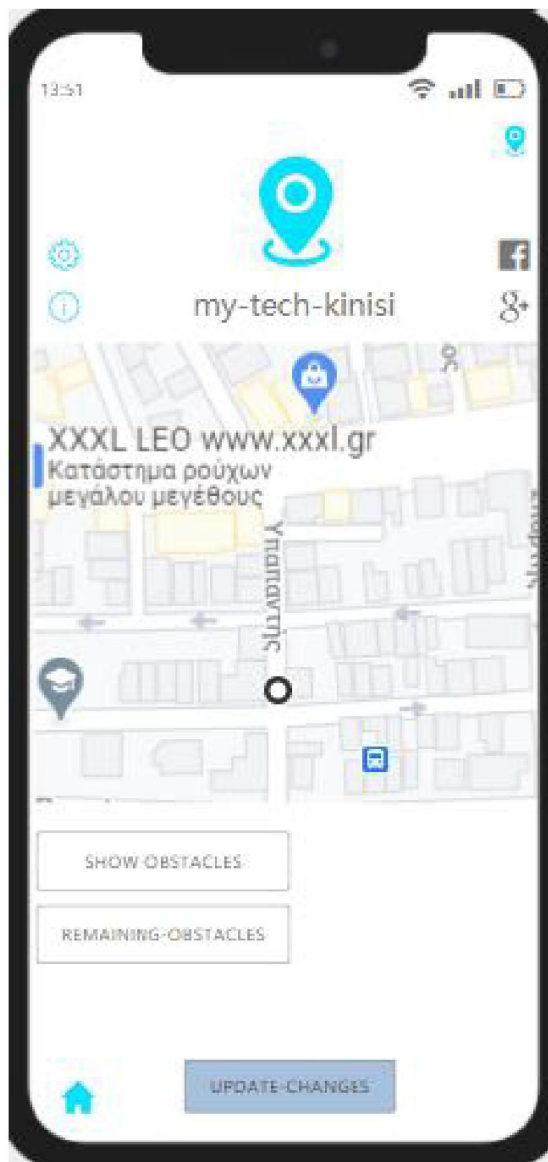 13:51
my-tech-kinisi
g+
XXXL LEO www.xxxl.gr
Κατάστημα ρούχων
μεγάλου μεγέθους
Υπαπαντής
SHOW OBSTACLES
REMAINING-OBSTACLES
UPDATE-CHANGES